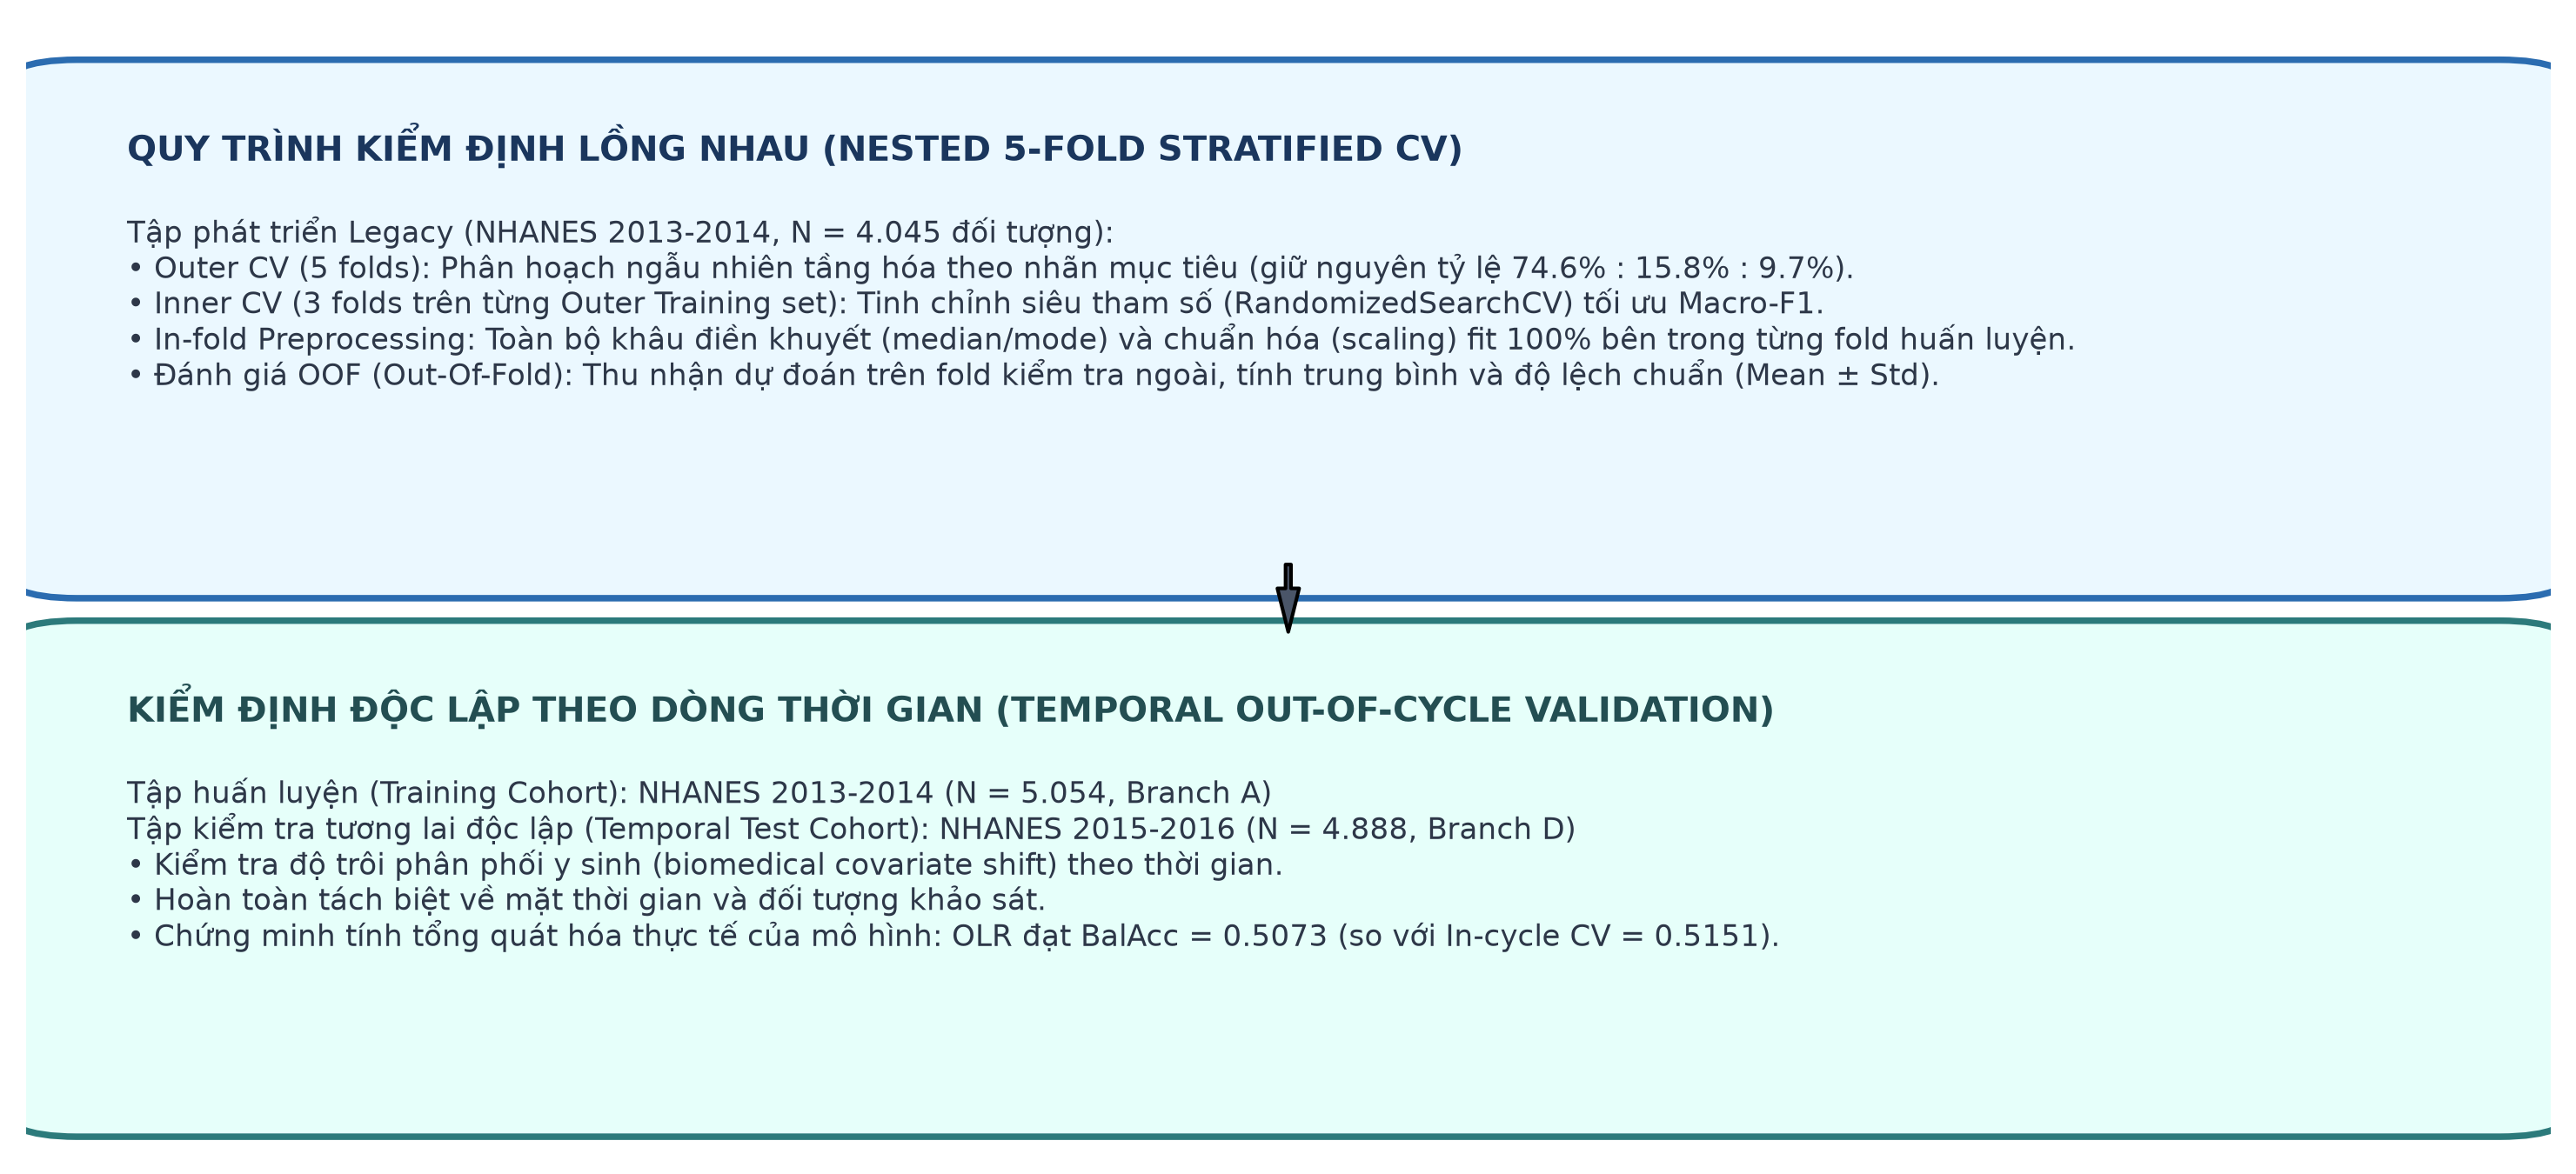 QUY TRÌNH KIỂM ĐỊNH LỒNG NHAU (NESTED 5-FOLD STRATIFIED CV)
Tập phát triển Legacy (NHANES 2013-2014, N = 4.045 đối tượng):
• Outer CV (5 folds): Phân hoạch ngẫu nhiên tầng hóa theo nhãn mục tiêu (giữ nguyên tỷ lệ 74.6% : 15.8% : 9.7%).
• Inner CV (3 folds trên từng Outer Training set): Tinh chỉnh siêu tham số (RandomizedSearchCV) tối ưu Macro-F1.
• In-fold Preprocessing: Toàn bộ khâu điền khuyết (median/mode) và chuẩn hóa (scaling) fit 100% bên trong từng fold huấn luyện.
• Đánh giá OOF (Out-Of-Fold): Thu nhận dự đoán trên fold kiểm tra ngoài, tính trung bình và độ lệch chuẩn (Mean ± Std).
KIỂM ĐỊNH ĐỘC LẬP THEO DÒNG THỜI GIAN (TEMPORAL OUT-OF-CYCLE VALIDATION)
Tập huấn luyện (Training Cohort): NHANES 2013-2014 (N = 5.054, Branch A)
Tập kiểm tra tương lai độc lập (Temporal Test Cohort): NHANES 2015-2016 (N = 4.888, Branch D)
• Kiểm tra độ trôi phân phối y sinh (biomedical covariate shift) theo thời gian.
• Hoàn toàn tách biệt về mặt thời gian và đối tượng khảo sát.
• Chứng minh tính tổng quát hóa thực tế của mô hình: OLR đạt BalAcc = 0.5073 (so với In-cycle CV = 0.5151).